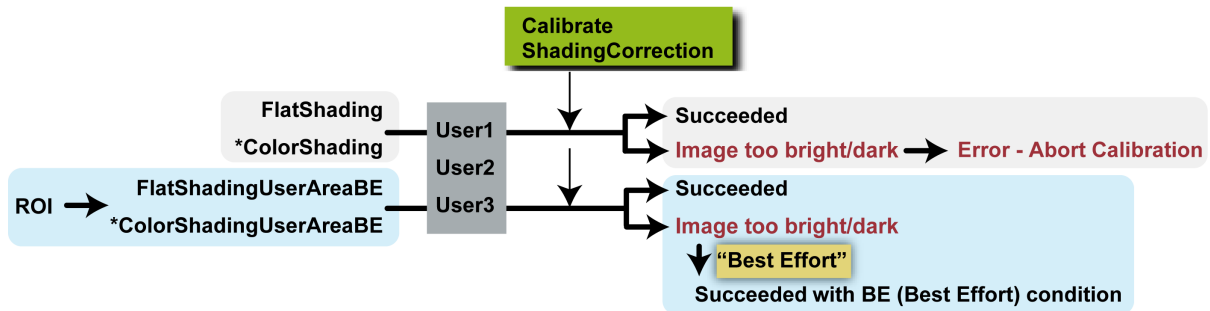 Calibrate
ShadingCorrection
FlatShading
*ColorShading
User1
User2
User3
Succeeded
Image too bright/dark
Error - Abort Calibration
ROI
FlatShadingUserAreaBE
*ColorShadingUserAreaBE
Succeeded
Image too bright/dark
“Best Effort”
Succeeded with BE (Best Effort) condition